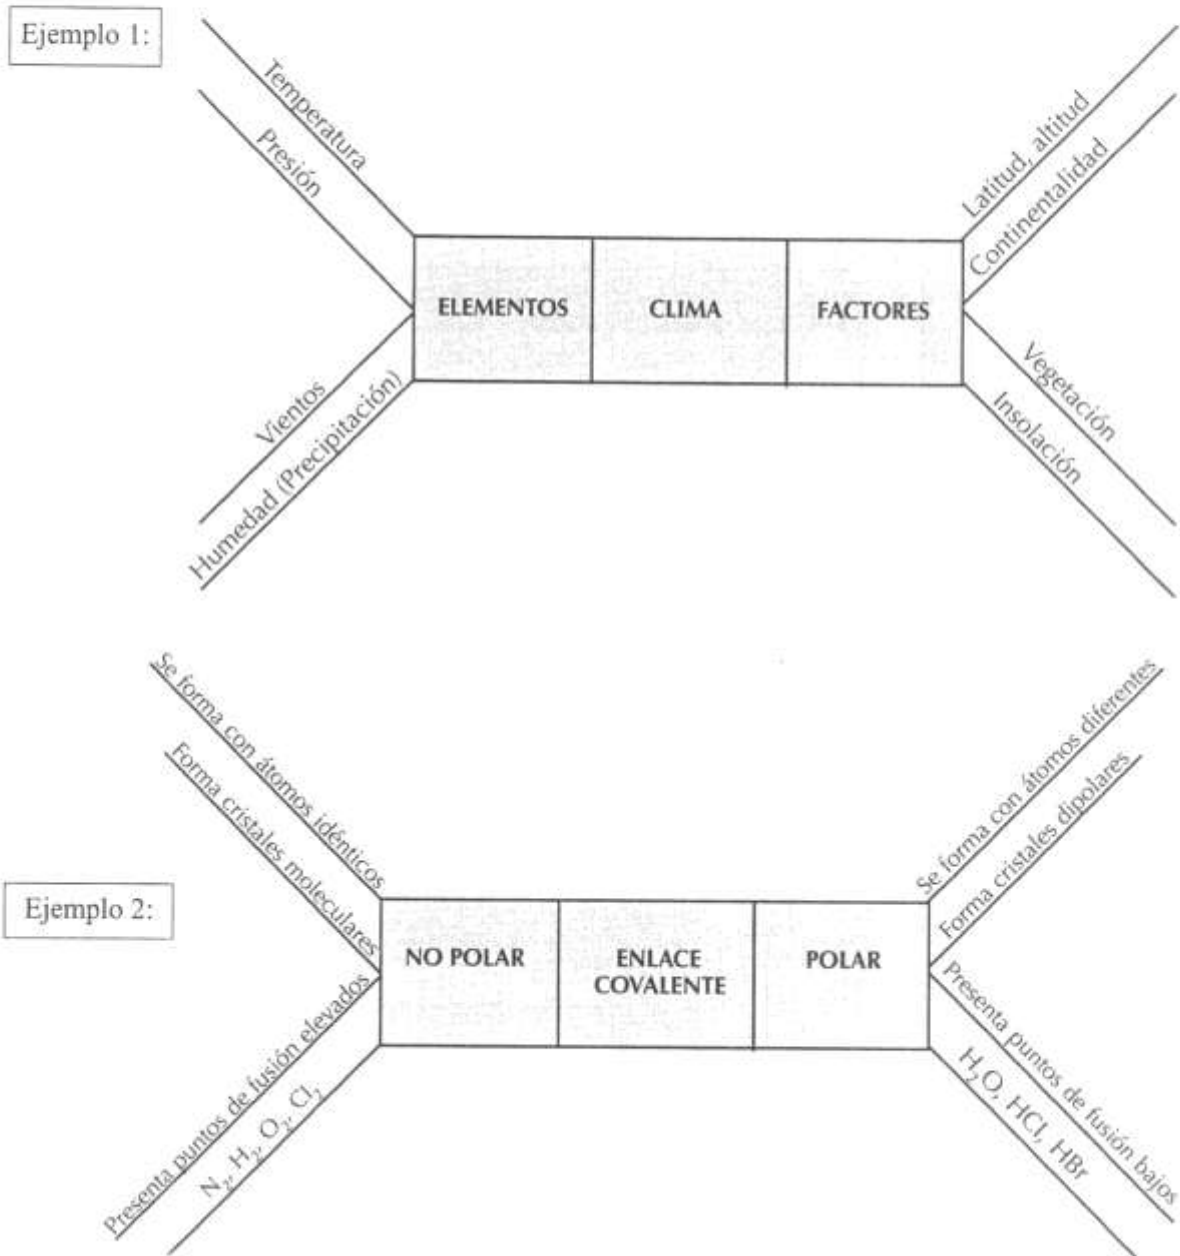 Ejemplo 1:
Temperatura
Presión
Vientos
Humedad (Precipitación)
ELEMENTOS
CLIMA
FACTORES
Latitud, altitud
Continentalidad
Vegetación
Insolación
Ejemplo 2:
Se forma con átomos idénticos
Forma cristales moleculares
Presenta puntos de fusión elevados
N₂, H₂, O₂, Cl₂
NO POLAR
ENLACE
COVALENTE
POLAR
Se forma con átomos diferentes
Forma cristales dipolares
Presenta puntos de fusión bajos
H₂O, HCl, HBr